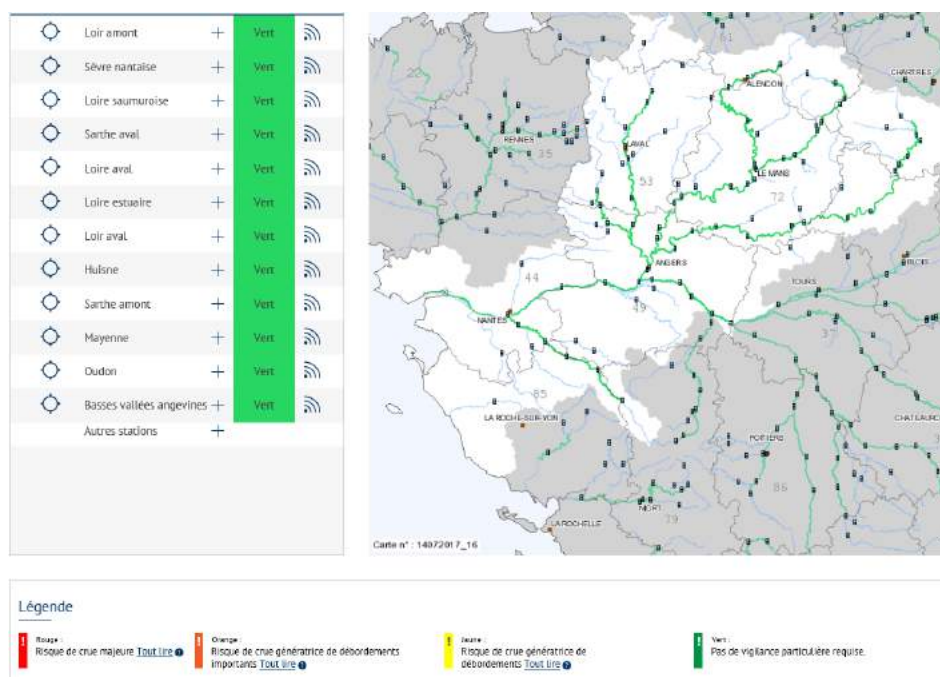 Loir amont + Vert
Sèvre nantaise + Vert
Loire saumuroise + Vert
Sarthe aval + Vert
Loire aval + Vert
Loire estuaire + Vert
Loir aval + Vert
Huisne + Vert
Sarthe amont + Vert
Mayenne + Vert
Oudon + Vert
Basses vallées angevines + Vert
Autres stations +
61
22
ALENCON
CHARTRES
RENNES
35
LAVAL
53
LE MANS
72
ANGERS
BLOIS
44
TOURS
49
37
NANTES
85
LA ROCHE-SUR-YON
POITIERS
86
NIORT
79
LA ROCHELLE
Carte n° : 14072017_16
Légende
Rouge :
Risque de crue majeure Tout lire
Orange :
Risque de crue génératrice de débordements
importants Tout lire
Jaune :
Risque de crue génératrice de
débordements Tout lire
Vert :
Pas de vigilance particulière requise.